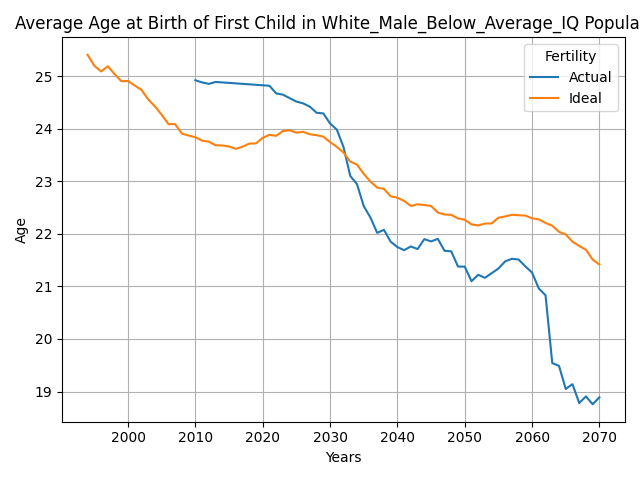 Average Age at Birth of First Child in White_Male_Below_Average_IQ Popula
Fertility
Actual
Ideal
Age
25
24
23
22
21
20
19
2000 2010 2020 2030 2040 2050 2060 2070
Years